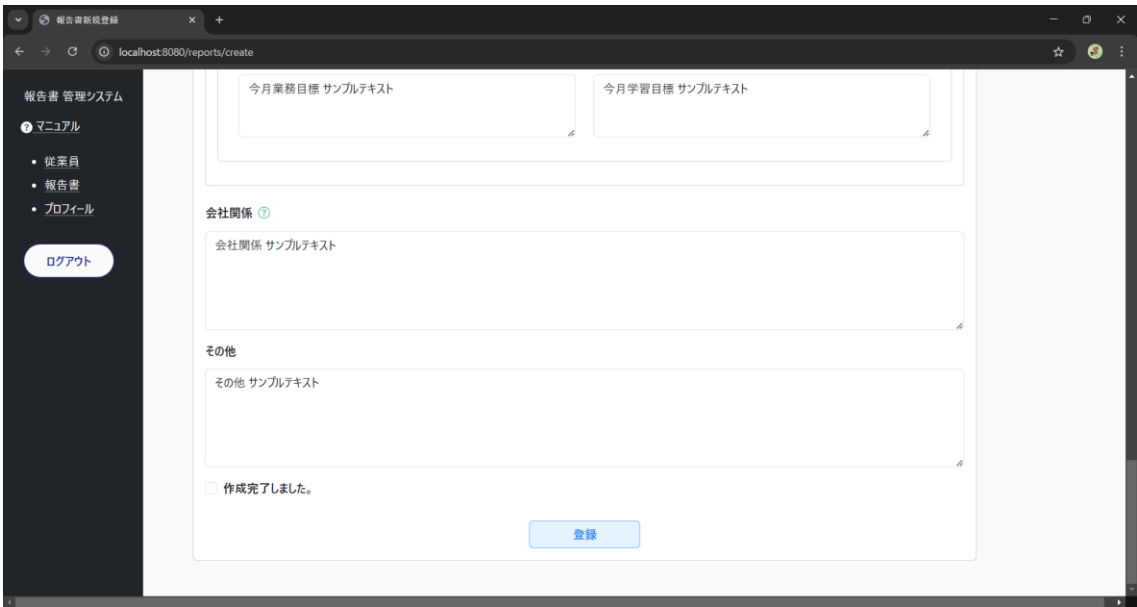 報告書新規登録
localhost:8080/reports/create
報告書 管理システム
? マニュアル
• 従業員
• 報告書
• プロフィール
ログアウト
今月業務目標 サンプルテキスト
今月学習目標 サンプルテキスト
会社関係 ?
会社関係 サンプルテキスト
その他
その他 サンプルテキスト
作成完了しました。
登録